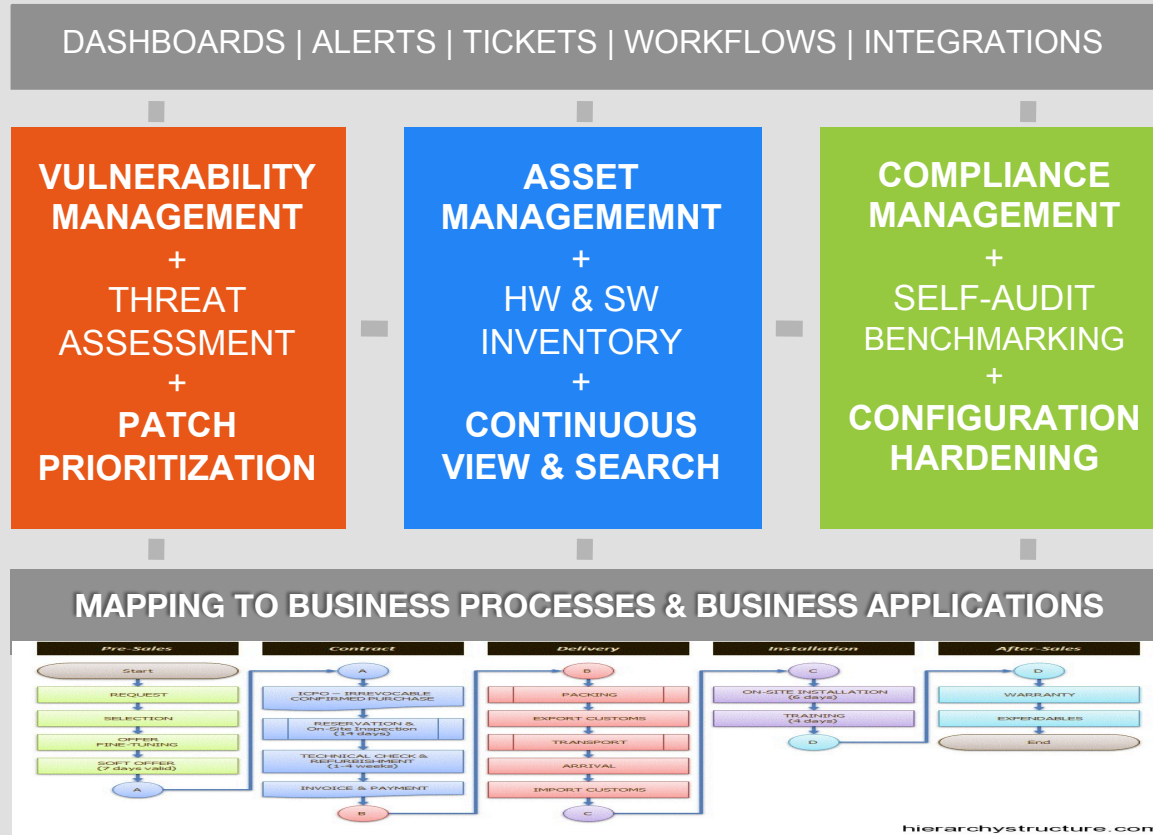 DASHBOARDS | ALERTS | TICKETS | WORKFLOWS | INTEGRATIONS
VULNERABILITY
MANAGEMENT
+
THREAT
ASSESSMENT
+
PATCH
PRIORITIZATION
ASSET
MANAGEMEMNT
+
HW & SW
INVENTORY
+
CONTINUOUS
VIEW & SEARCH
COMPLIANCE
MANAGEMENT
+
SELF-AUDIT
BENCHMARKING
+
CONFIGURATION
HARDENING
MAPPING TO BUSINESS PROCESSES & BUSINESS APPLICATIONS
Pre-Sales
Start
REQUEST
SELECTION
OFFER
FINE-TUNING
SOFT OFFER
(7 days valid)
A
Contract
A
ICPO – IRREVOCABLE
CONFIRMED PURCHASE
RESERVATION &
On-Site Inspection
(14 days)
TECHNICAL CHECK &
REFURBISHMENT
(1-4 weeks)
INVOICE & PAYMENT
B
Delivery
B
PACKING
EXPORT CUSTOMS
TRANSPORT
ARRIVAL
IMPORT CUSTOMS
C
Installation
C
ON-SITE INSTALLATION
(6 days)
TRAINING
(4 days)
D
After-Sales
D
WARRANTY
EXPENDABLES
End
hierarchystructure.com